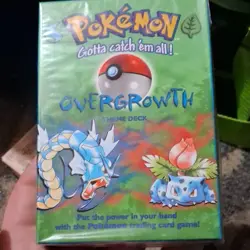 POKéMON
Gotta catch 'em all!
OVERGROWTH
THEME DECK
Put the power in your hand
with the Pokémon trading card game!